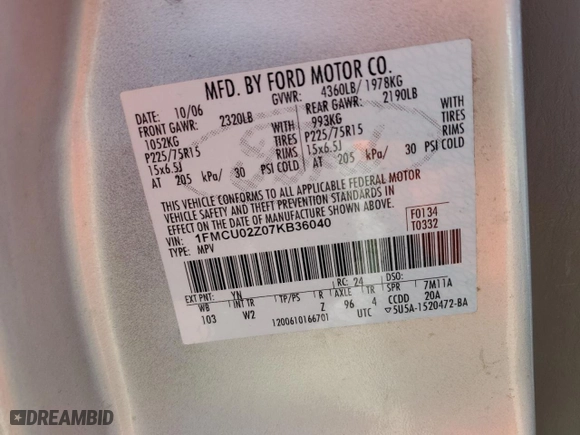 MFD. BY FORD MOTOR CO.
DATE: 10/06 GVWR: 4360LB/ 1978KG
FRONT GAWR: 2320LB REAR GAWR: 2190LB
1052KG WITH 993KG WITH
P225/75R15 TIRES P225/75R15 TIRES
15x6.5J RIMS 15x6.5J RIMS
AT 205 kPa/ 30 PSI COLD AT 205 kPa/ 30 PSI COLD
THIS VEHICLE CONFORMS TO ALL APPLICABLE FEDERAL MOTOR
VEHICLE SAFETY AND THEFT PREVENTION STANDARDS IN
EFFECT ON THE DATE OF MANUFACTURE SHOWN ABOVE.
VIN: 1FMCU02Z07KB36040 F0134
TYPE: MPV T0332
EXT PNT: YN RC: 24 DSO:
WB INT TR TP/PS R AXLE TR SPR 7M11A
103 W2 Z 96 4 CCDD 20A
1200610166701 UTC ▽5U5A-1520472-BA
DREAMBID